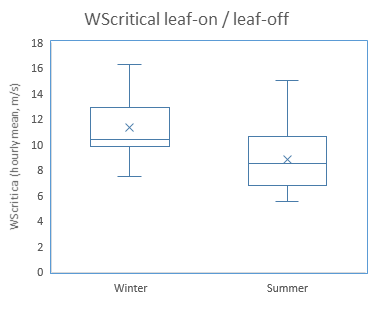 WScritical leaf-on / leaf-off
WScritica (hourly mean, m/s)
18
16
14
12
10
8
6
4
2
0
Winter
Summer